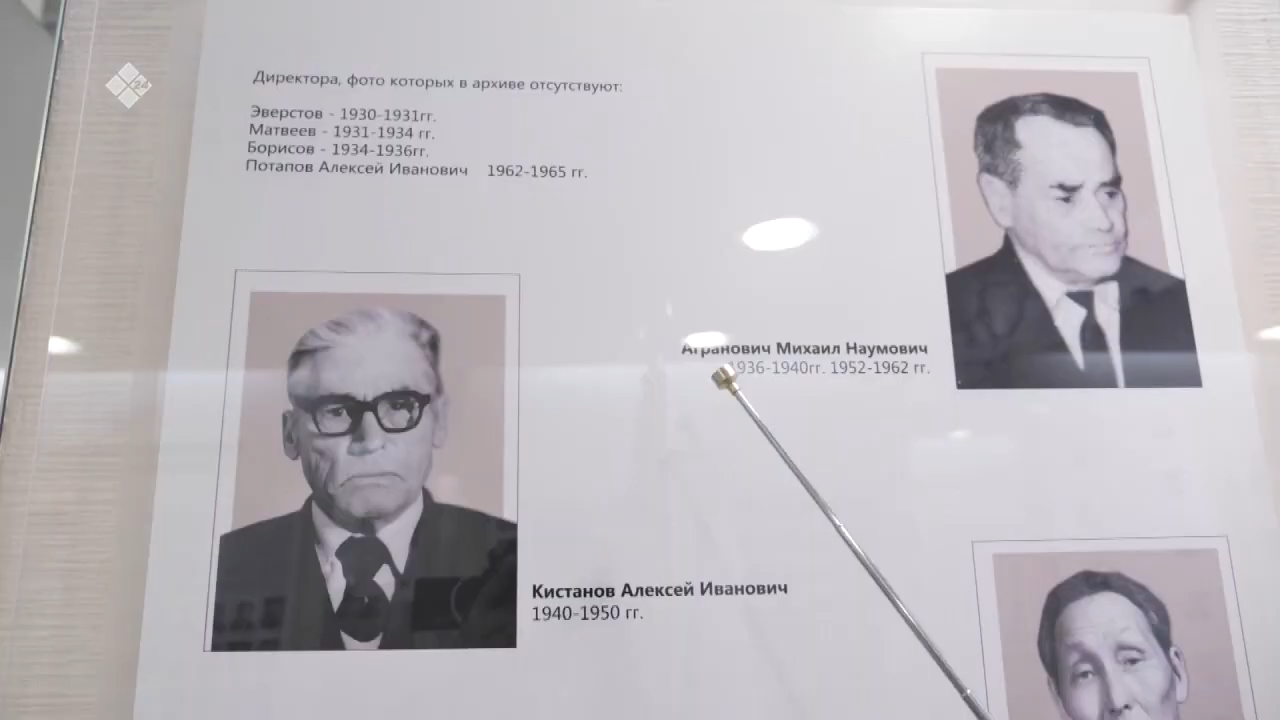 24
Директора, фото которых в архиве отсутствуют:
Эверстов - 1930-1931гг.
Матвеев - 1931-1934 гг.
Борисов - 1934-1936гг.
Потапов Алексей Иванович 1962-1965 гг.
Агранович Михаил Наумович
1936-1940гг. 1952-1962 гг.
Кистанов Алексей Иванович
1940-1950 гг.